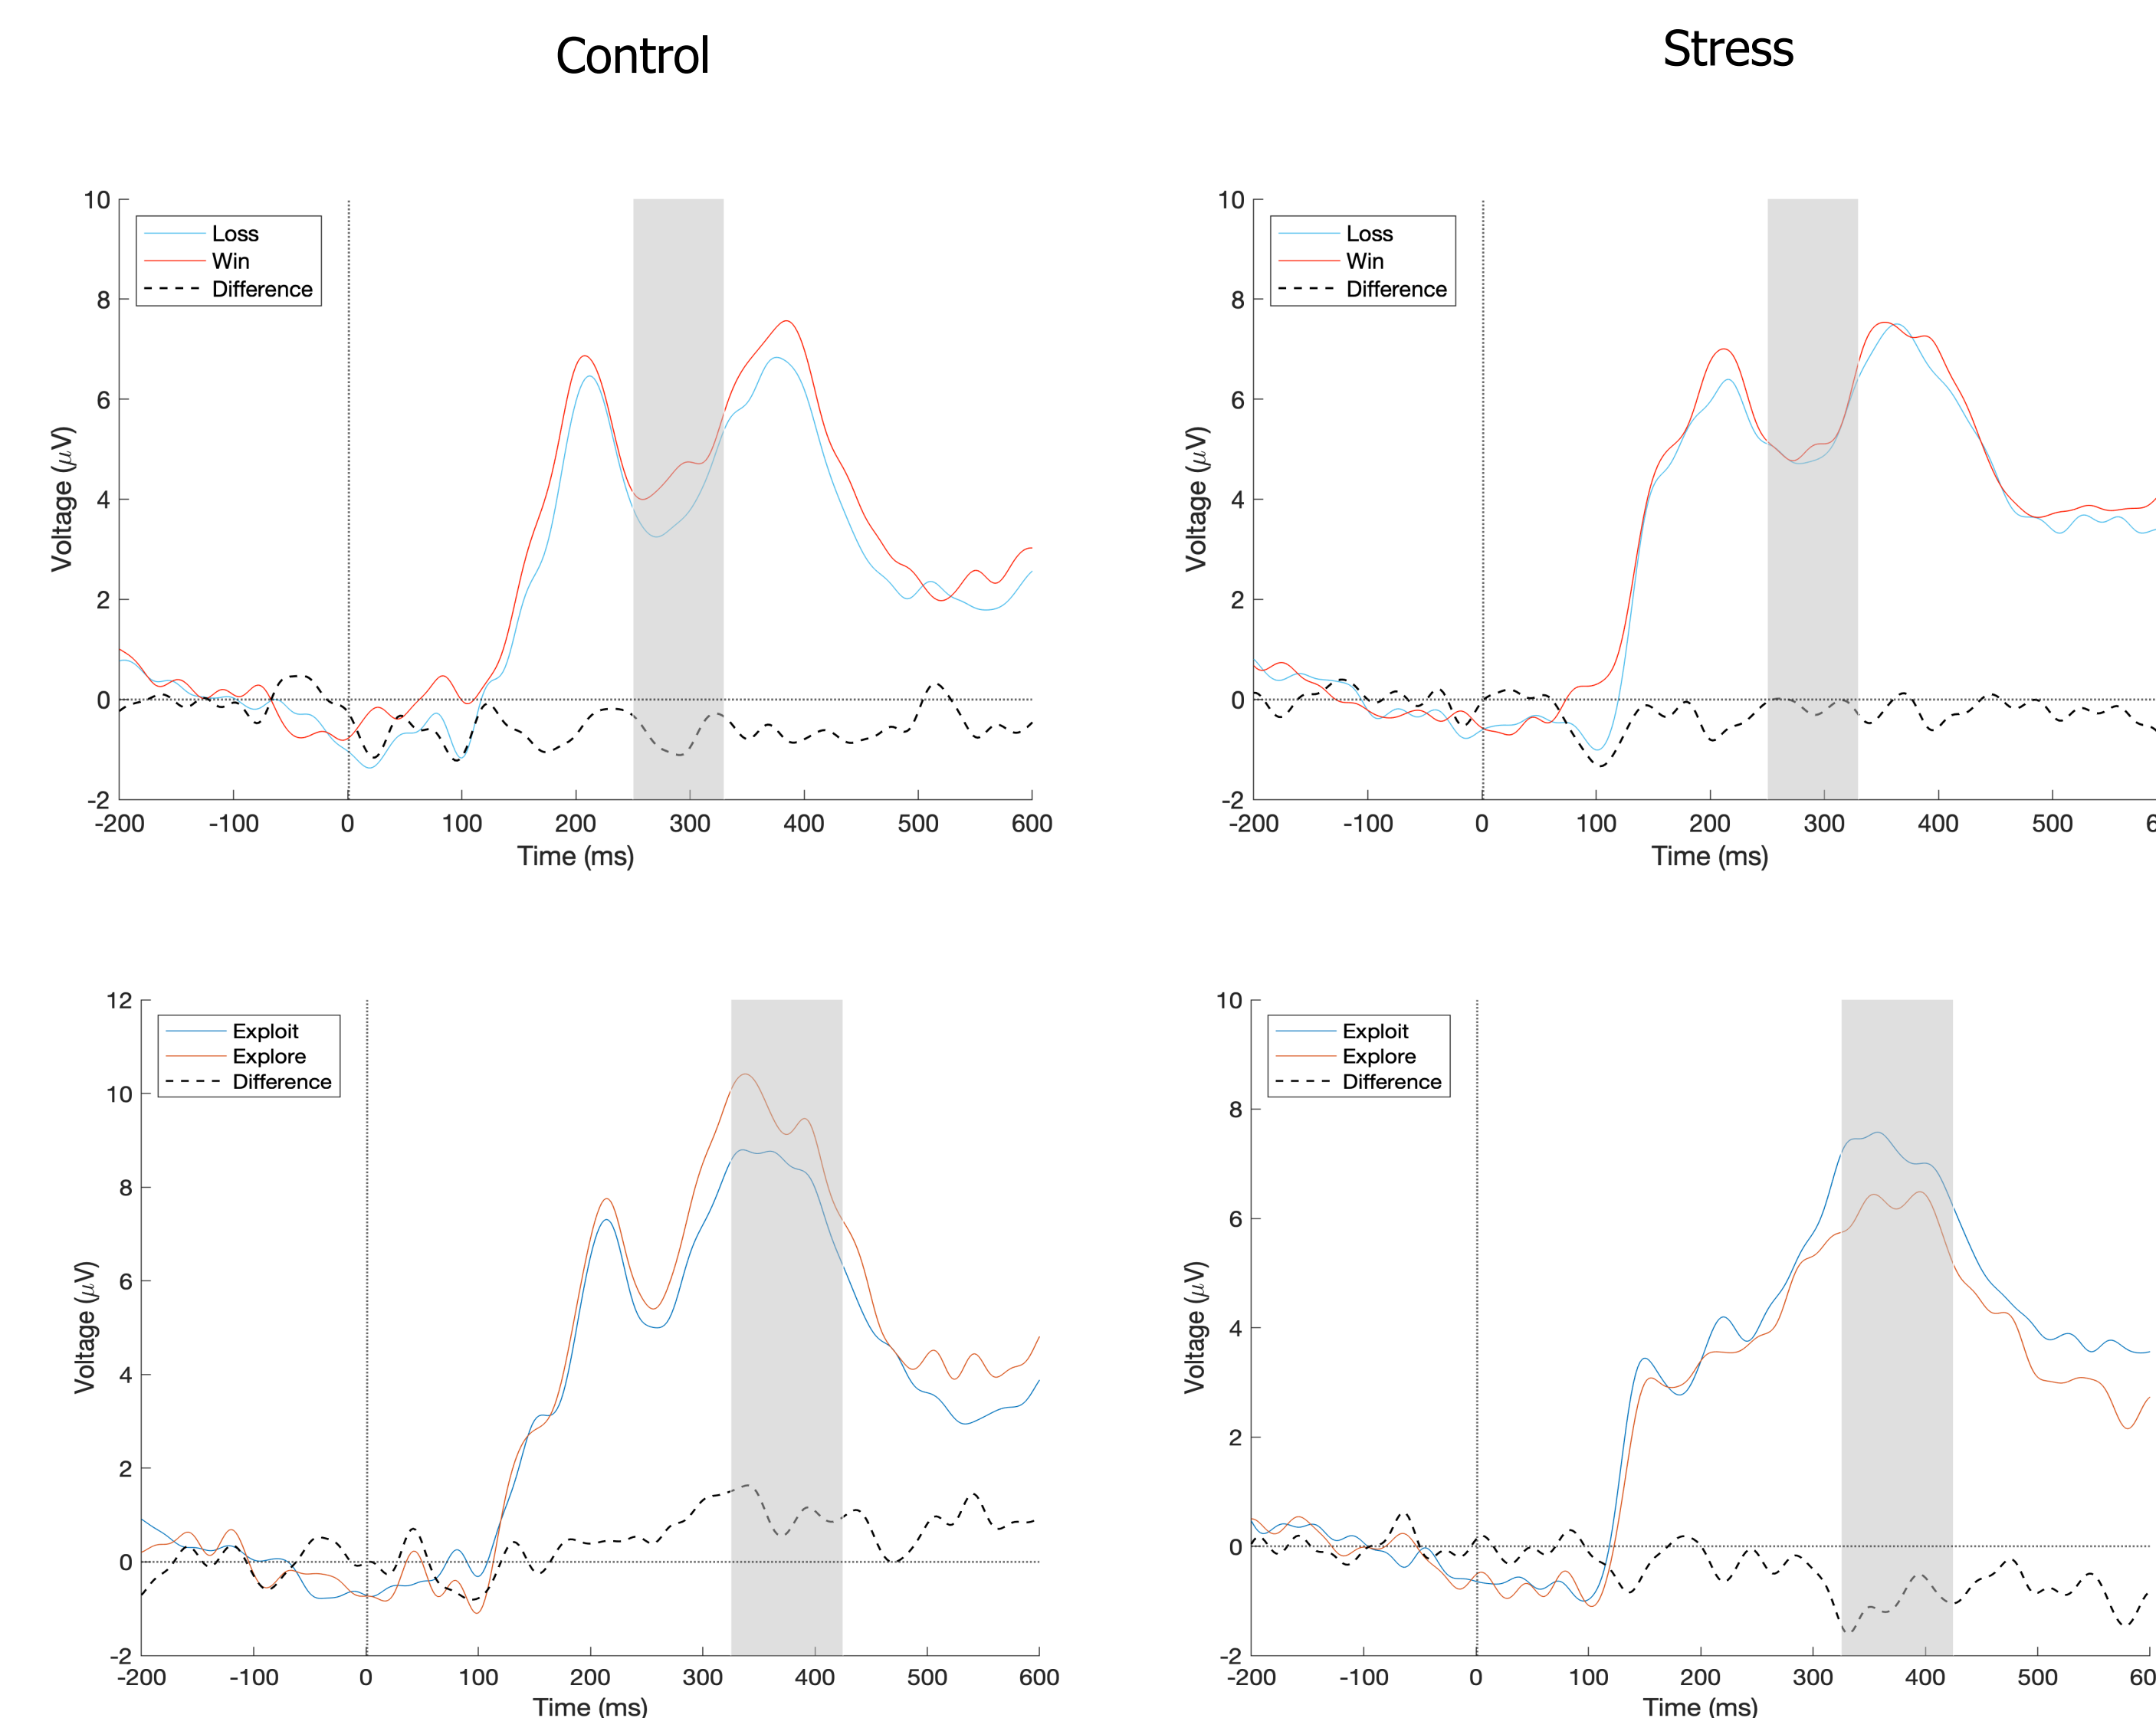 Control
Stress
10
8
6
4
2
0
-2
Voltage (μV)
Loss
Win
Difference
-200 -100 0 100 200 300 400 500 600
Time (ms)
10
8
6
4
2
0
-2
Voltage (μV)
Loss
Win
Difference
-200 -100 0 100 200 300 400 500
Time (ms)
12
10
8
6
4
2
0
-2
Voltage (μV)
Exploit
Explore
Difference
-200 -100 0 100 200 300 400 500 600
Time (ms)
10
8
6
4
2
0
-2
Voltage (μV)
Exploit
Explore
Difference
-200 -100 0 100 200 300 400 500 60
Time (ms)